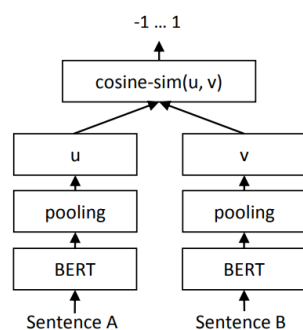 -1 … 1
cosine-sim(u, v)
u v
pooling pooling
BERT BERT
Sentence A Sentence B